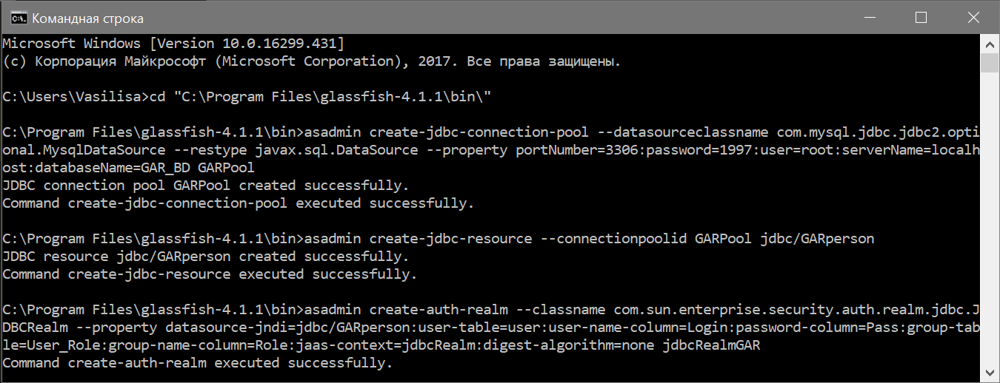 Командная строка
Microsoft Windows [Version 10.0.16299.431]
(c) Корпорация Майкрософт (Microsoft Corporation), 2017. Все права защищены.
C:\Users\Vasilisa>cd "C:\Program Files\glassfish-4.1.1\bin\"
C:\Program Files\glassfish-4.1.1\bin>asadmin create-jdbc-connection-pool --datasourceclassname com.mysql.jdbc.jdbc2.opti
onal.MysqlDataSource --restype javax.sql.DataSource --property portNumber=3306:password=1997:user=root:serverName=localh
ost:databaseName=GAR_BD GARPool
JDBC connection pool GARPool created successfully.
Command create-jdbc-connection-pool executed successfully.
C:\Program Files\glassfish-4.1.1\bin>asadmin create-jdbc-resource --connectionpoolid GARPool jdbc/GARperson
JDBC resource jdbc/GARperson created successfully.
Command create-jdbc-resource executed successfully.
C:\Program Files\glassfish-4.1.1\bin>asadmin create-auth-realm --classname com.sun.enterprise.security.auth.realm.jdbc.J
DBCRealm --property datasource-jndi=jdbc/GARperson:user-table=user:user-name-column=Login:password-column=Pass:group-tab
le=User_Role:group-name-column=Role:jaas-context=jdbcRealm:digest-algorithm=none jdbcRealmGAR
Command create-auth-realm executed successfully.